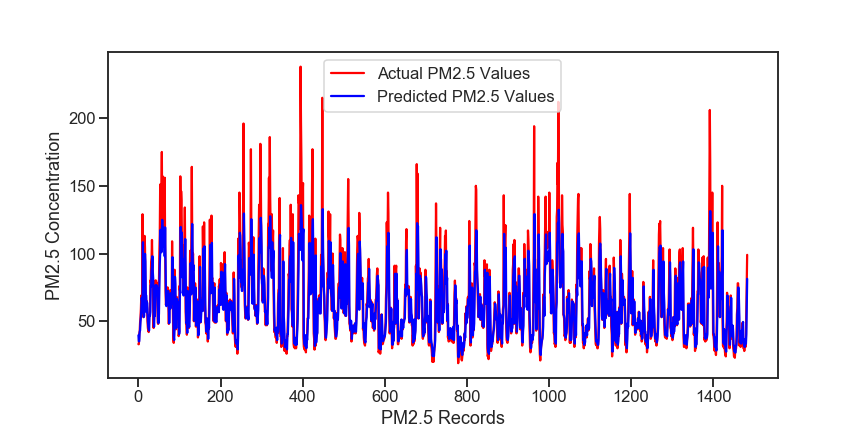 Actual PM2.5 Values
Predicted PM2.5 Values
PM2.5 Concentration
200
150
100
50
0 200 400 600 800 1000 1200 1400
PM2.5 Records